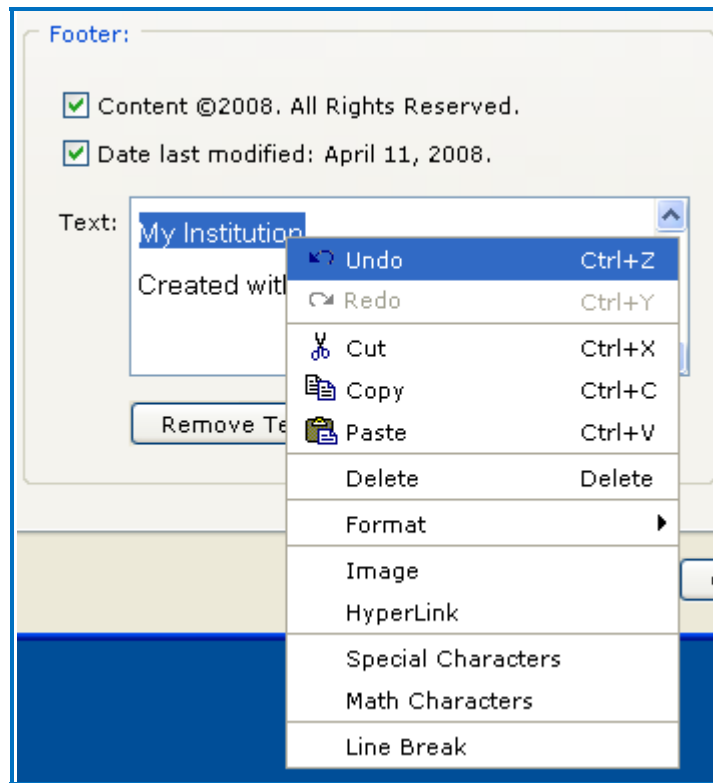 Footer:
Content ©2008. All Rights Reserved.
Date last modified: April 11, 2008.
Text:
My Institution
Created with
Remove
Undo Ctrl+Z
Redo Ctrl+Y
Cut Ctrl+X
Copy Ctrl+C
Paste Ctrl+V
Delete Delete
Format
Image
HyperLink
Special Characters
Math Characters
Line Break